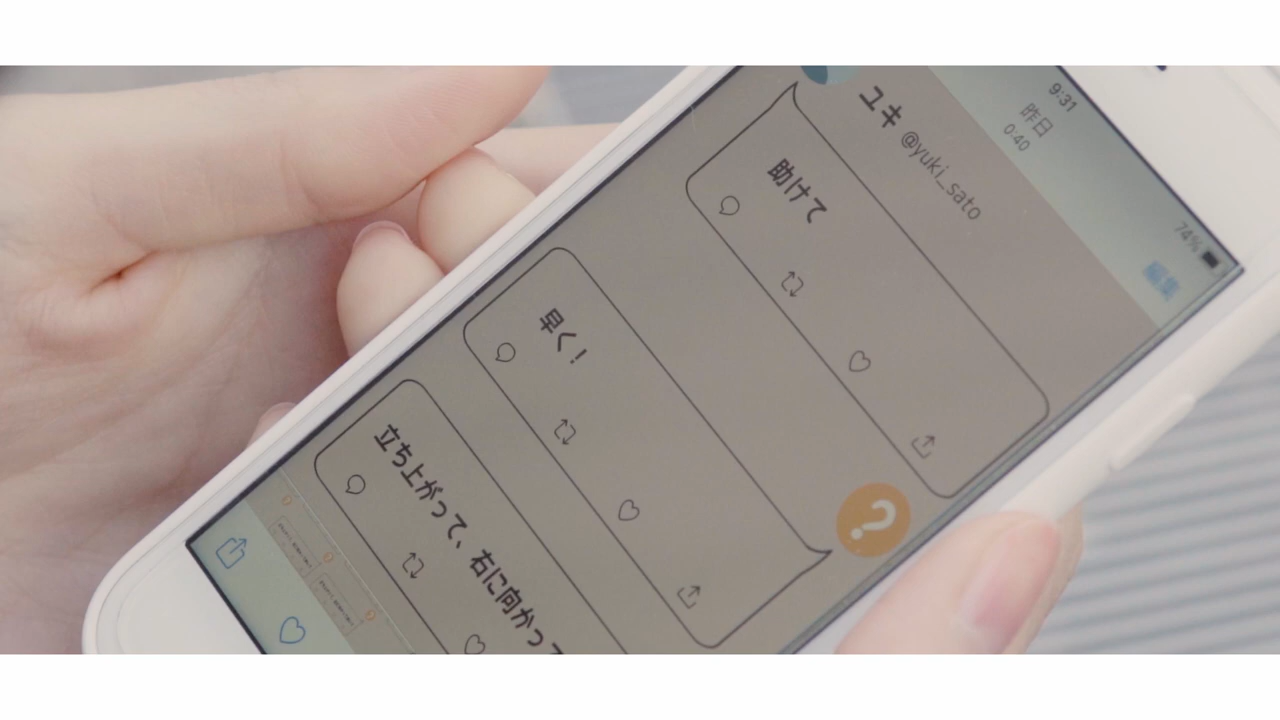 9:31
74%
昨日
0:40
編集
ユキ @yuki_sato
助けて
?
早く！
立ち上がって、右に向かって